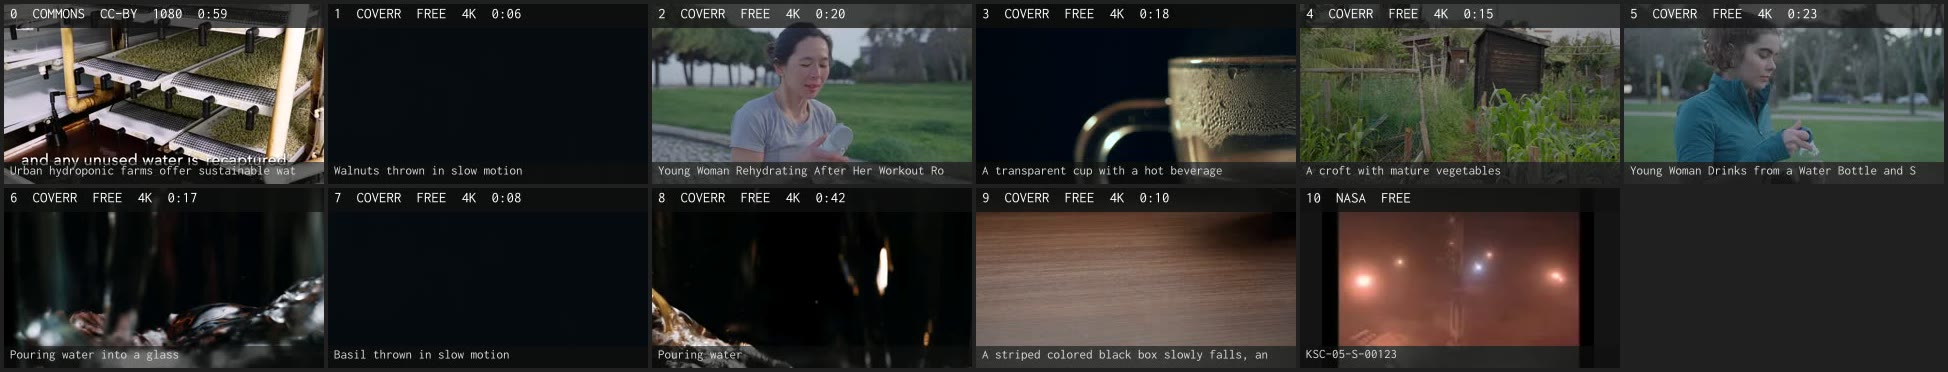 0 COMMONS CC-BY 1080 0:59
and any unused water is recaptured
Urban hydroponic farms offer sustainable wat
1 COVERR FREE 4K 0:06
Walnuts thrown in slow motion
2 COVERR FREE 4K 0:20
Young Woman Rehydrating After Her Workout Ro
3 COVERR FREE 4K 0:18
A transparent cup with a hot beverage
4 COVERR FREE 4K 0:15
A croft with mature vegetables
5 COVERR FREE 4K 0:23
Young Woman Drinks from a Water Bottle and S
6 COVERR FREE 4K 0:17
Pouring water into a glass
7 COVERR FREE 4K 0:08
Basil thrown in slow motion
8 COVERR FREE 4K 0:42
Pouring water
9 COVERR FREE 4K 0:10
A striped colored black box slowly falls, an
10 NASA FREE
KSC-05-S-00123